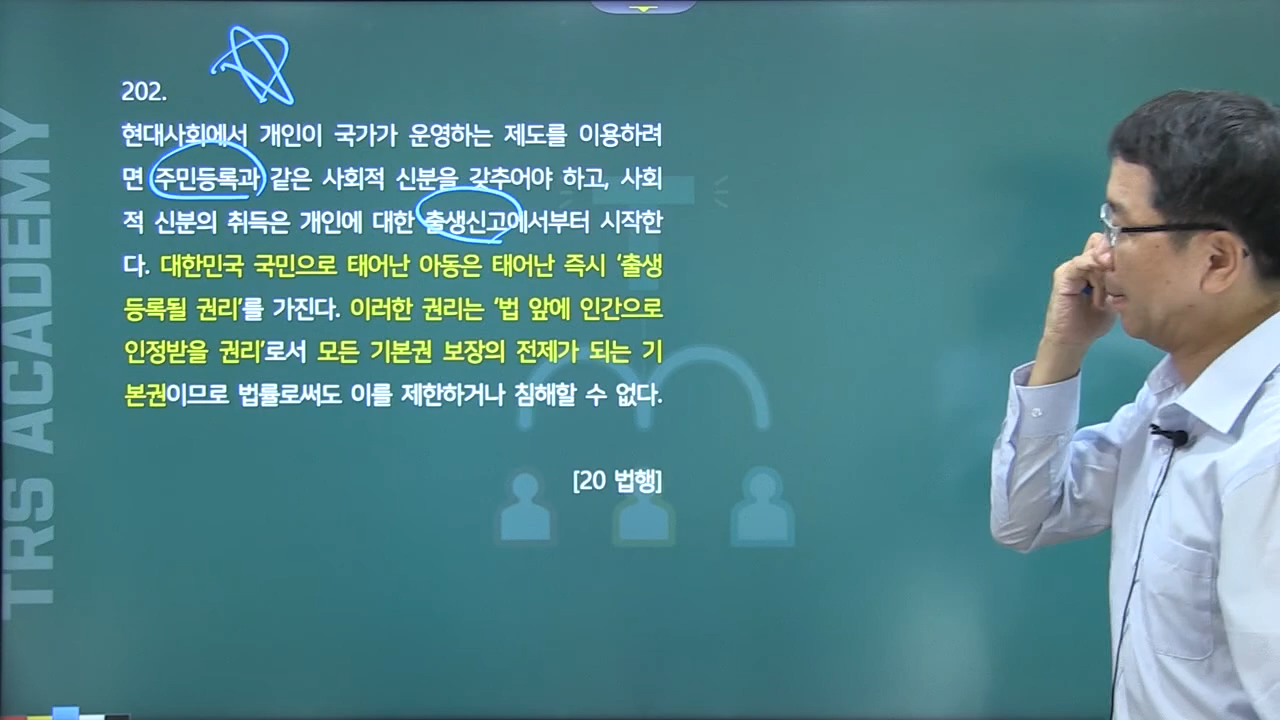 202.
현대사회에서 개인이 국가가 운영하는 제도를 이용하려
면 주민등록과 같은 사회적 신분을 갖추어야 하고, 사회
적 신분의 취득은 개인에 대한 출생신고에서부터 시작한
다. 대한민국 국민으로 태어난 아동은 태어난 즉시 '출생
등록될 권리'를 가진다. 이러한 권리는 '법 앞에 인간으로
인정받을 권리'로서 모든 기본권 보장의 전제가 되는 기
본권이므로 법률로써도 이를 제한하거나 침해할 수 없다.
[20 법행]
TRS ACADEMY